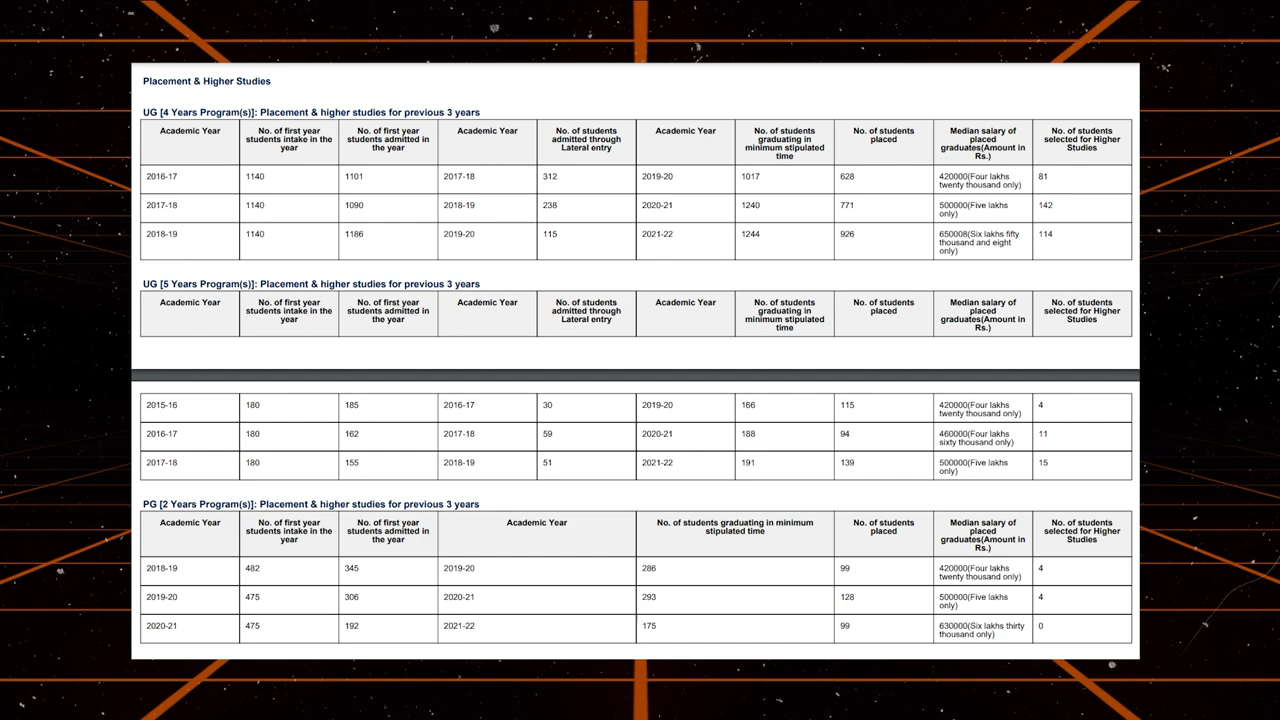 Placement & Higher Studies
UG [4 Years Program(s)]: Placement & higher studies for previous 3 years
Academic Year No. of first year students intake in the year No. of first year students admitted in the year Academic Year No. of students admitted through Lateral entry Academic Year No. of students graduating in minimum stipulated time No. of students placed Median salary of placed graduates(Amount in Rs.) No. of students selected for Higher Studies
2016-17 1140 1101 2017-18 312 2019-20 1017 628 420000(Four lakhs twenty thousand only) 81
2017-18 1140 1090 2018-19 238 2020-21 1240 771 500000(Five lakhs only) 142
2018-19 1140 1186 2019-20 115 2021-22 1244 926 650008(Six lakhs fifty thousand and eight only) 114
UG [5 Years Program(s)]: Placement & higher studies for previous 3 years
Academic Year No. of first year students intake in the year No. of first year students admitted in the year Academic Year No. of students admitted through Lateral entry Academic Year No. of students graduating in minimum stipulated time No. of students placed Median salary of placed graduates(Amount in Rs.) No. of students selected for Higher Studies
2015-16 180 185 2016-17 30 2019-20 166 115 420000(Four lakhs twenty thousand only) 4
2016-17 180 162 2017-18 59 2020-21 188 94 460000(Four lakhs sixty thousand only) 11
2017-18 180 155 2018-19 51 2021-22 191 139 500000(Five lakhs only) 15
PG [2 Years Program(s)]: Placement & higher studies for previous 3 years
Academic Year No. of first year students intake in the year No. of first year students admitted in the year Academic Year No. of students graduating in minimum stipulated time No. of students placed Median salary of placed graduates(Amount in Rs.) No. of students selected for Higher Studies
2018-19 482 345 2019-20 286 99 420000(Four lakhs twenty thousand only) 4
2019-20 475 306 2020-21 293 128 500000(Five lakhs only) 4
2020-21 475 192 2021-22 175 99 630000(Six lakhs thirty thousand only) 0